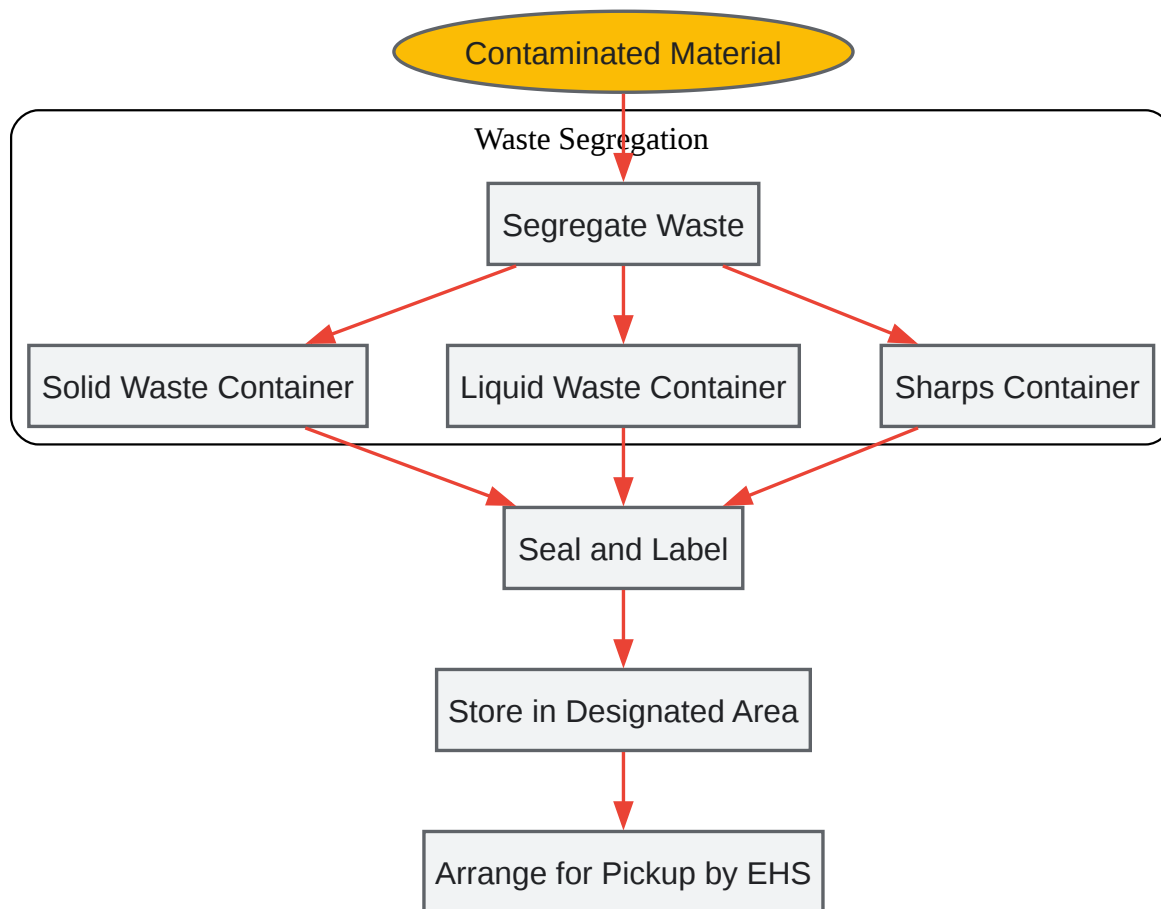 Contaminated Material
Waste Segregation
Segregate Waste
Solid Waste Container
Liquid Waste Container
Sharps Container
Seal and Label
Store in Designated Area
Arrange for Pickup by EHS